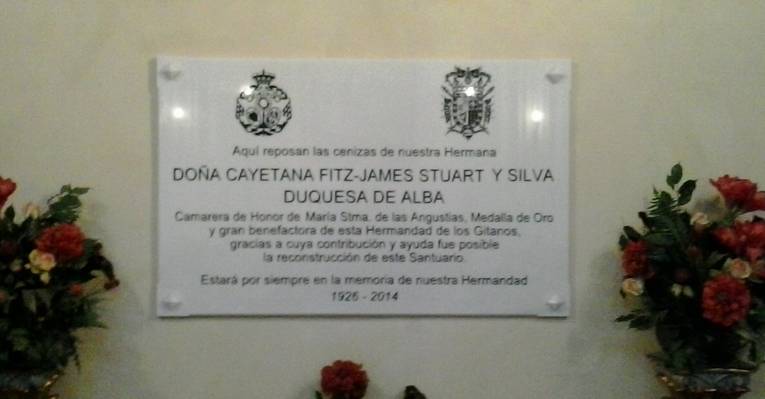 Aquí reposan las cenizas de nuestra Hermana
DOÑA CAYETANA FITZ-JAMES STUART Y SILVA
DUQUESA DE ALBA
Camarera de Honor de María Stma. de las Angustias, Medalla de Oro
y gran benefactora de esta Hermandad de los Gitanos,
gracias a cuya contribución y ayuda fue posible
la reconstrucción de este Santuario.
Estará por siempre en la memoria de nuestra Hermandad
1926 - 2014